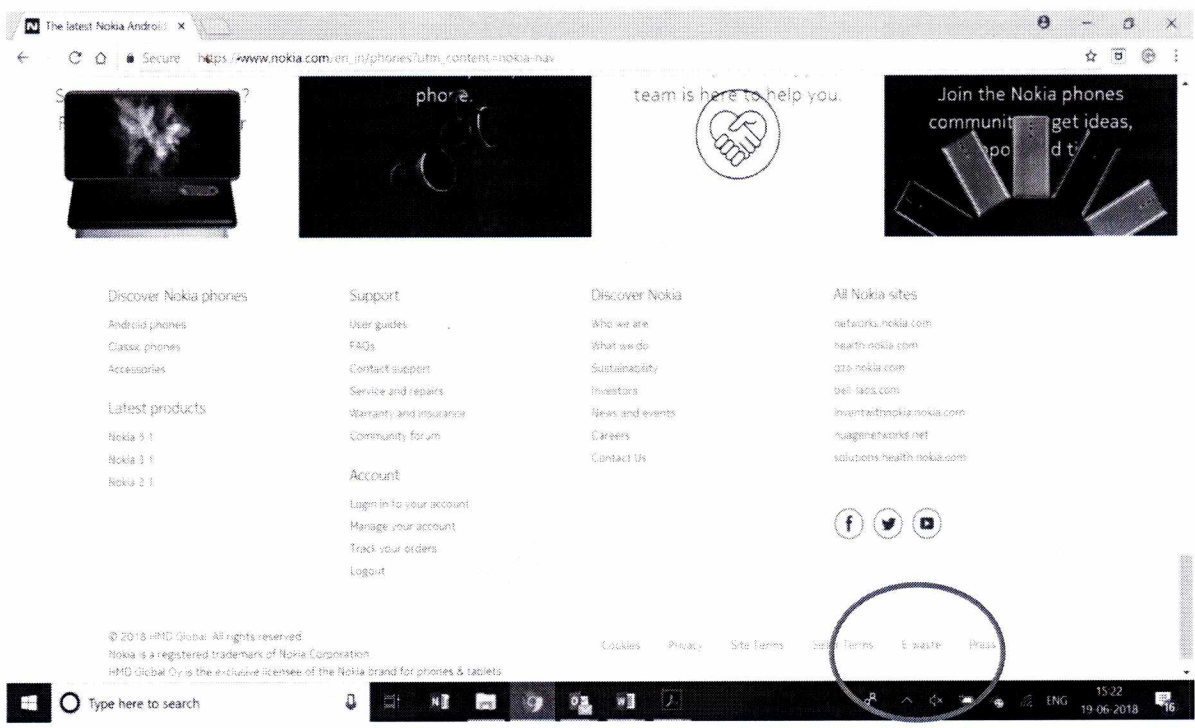 The latest Nokia Android
Secure https://www.nokia.com/en_in/phones?utm_content=nokia-nav
phone.
team is here to help you.
Join the Nokia phones
get ideas,
Discover Nokia phones
Android phones
Classic phones
Accessories
Latest products
Nokia 5.1
Nokia 3.1
Nokia 2.1
Support
User guides
FAQs
Contact support
Service and repairs
Warranty and insurance
Community forum
Account
Login in to your account
Manage your account
Track your orders
Logout
Discover Nokia
Who we are
What we do
Sustainability
Investors
News and events
Careers
Contact Us
All Nokia sites
networks.nokia.com
health.nokia.com
ozo.nokia.com
bell-labs.com
inventwithnokia.nokia.com
nuagenetworks.net
solutions.health.nokia.com
© 2018 HMD Global. All rights reserved.
Nokia is a registered trademark of Nokia Corporation.
HMD Global Oy is the exclusive licensee of the Nokia brand for phones & tablets.
Cookies Privacy Site Terms Terms E-waste Press
Type here to search
ENG
15:22
19-06-2018
16